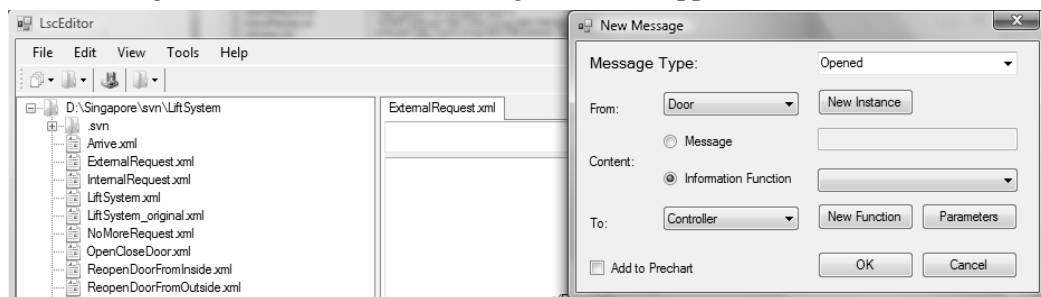 LscEditor
File Edit View Tools Help
D:\Singapore\svn\LiftSystem
.svn
Arrive.xml
ExternalRequest.xml
InternalRequest.xml
LiftSystem.xml
LiftSystem_original.xml
NoMoreRequest.xml
OpenCloseDoor.xml
ReopenDoorFromInside.xml
ReopenDoorFromOutside.xml
ExternalRequest.xml
New Message
Message Type: Opened
From: Door New Instance
Message
Content:
Information Function
To: Controller New Function Parameters
Add to Prechart OK Cancel